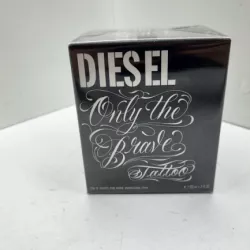 DIESEL
Only the
Brave
Tattoo